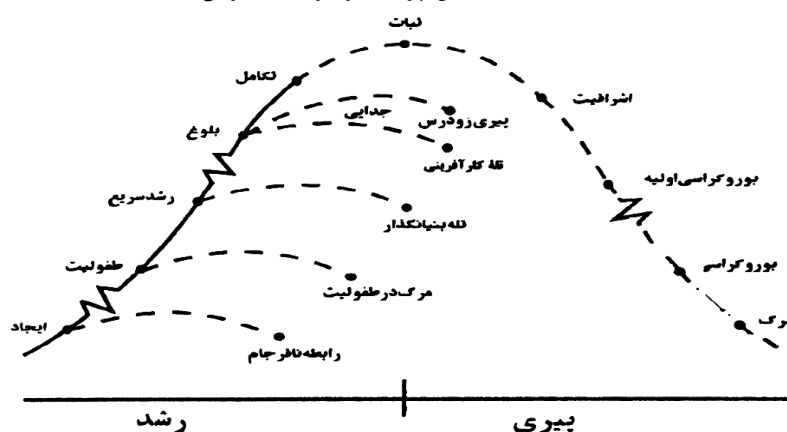 ثبات
تکامل
اشرافیت
جدایی
پیری زودرس
بلوغ
تله کارآفرینی
بوروکراسی اولیه
رشد سریع
تله بنیانگذار
طفولیت
بوروکراسی
مرگ در طفولیت
ایجاد
رابطه نافرجام
رشد
پیری